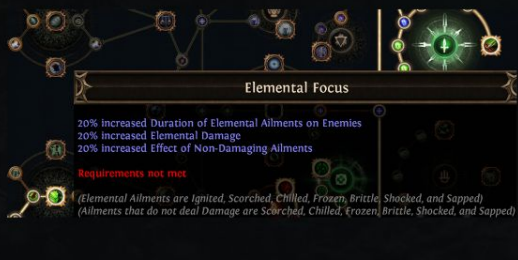 Elemental Focus
20% increased Duration of Elemental Ailments on Enemies
20% increased Elemental Damage
20% increased Effect of Non-Damaging Ailments
Requirements not met
(Elemental Ailments are Ignited, Scorched, Chilled, Frozen, Brittle, Shocked, and Sapped)
(Ailments that do not deal Damage are Scorched, Chilled, Frozen, Brittle, Shocked, and Sapped)